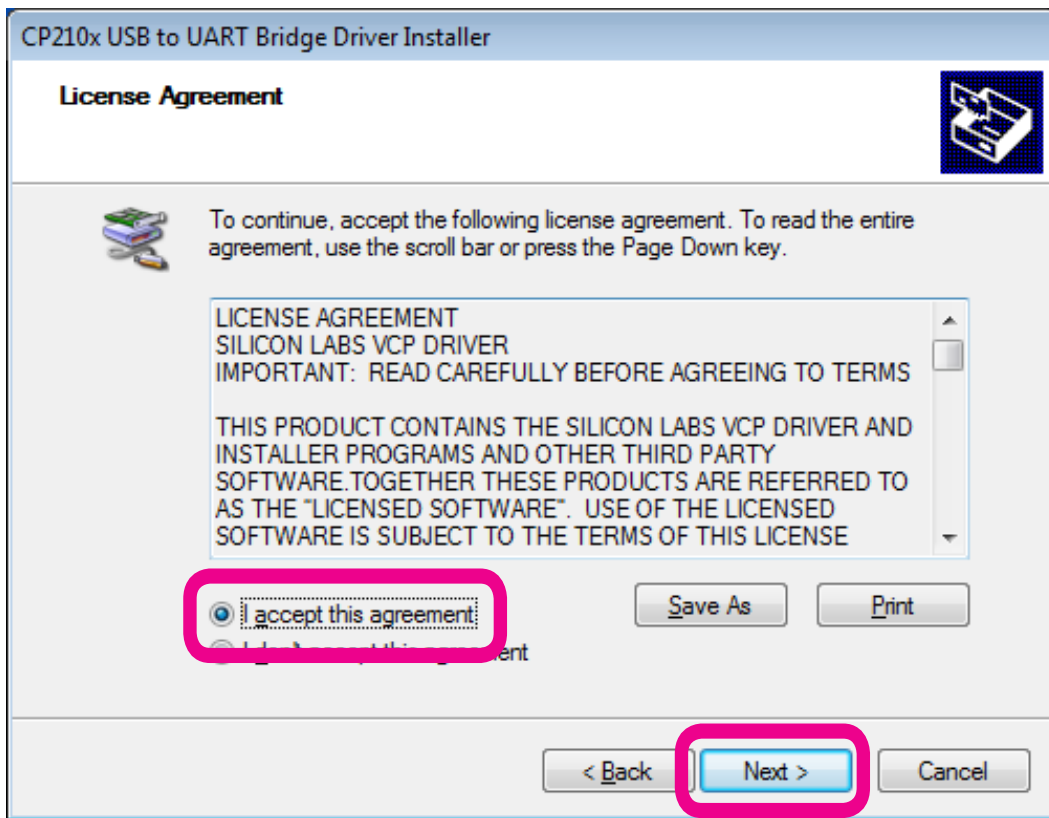 CP210x USB to UART Bridge Driver Installer
License Agreement
To continue, accept the following license agreement. To read the entire
agreement, use the scroll bar or press the Page Down key.
LICENSE AGREEMENT
SILICON LABS VCP DRIVER
IMPORTANT:  READ CAREFULLY BEFORE AGREEING TO TERMS
THIS PRODUCT CONTAINS THE SILICON LABS VCP DRIVER AND
INSTALLER PROGRAMS AND OTHER THIRD PARTY
SOFTWARE.TOGETHER THESE PRODUCTS ARE REFERRED TO
AS THE "LICENSED SOFTWARE".  USE OF THE LICENSED
SOFTWARE IS SUBJECT TO THE TERMS OF THIS LICENSE
I accept this agreement
Save As
Print
I don't accept this agreement
< Back
Next >
Cancel